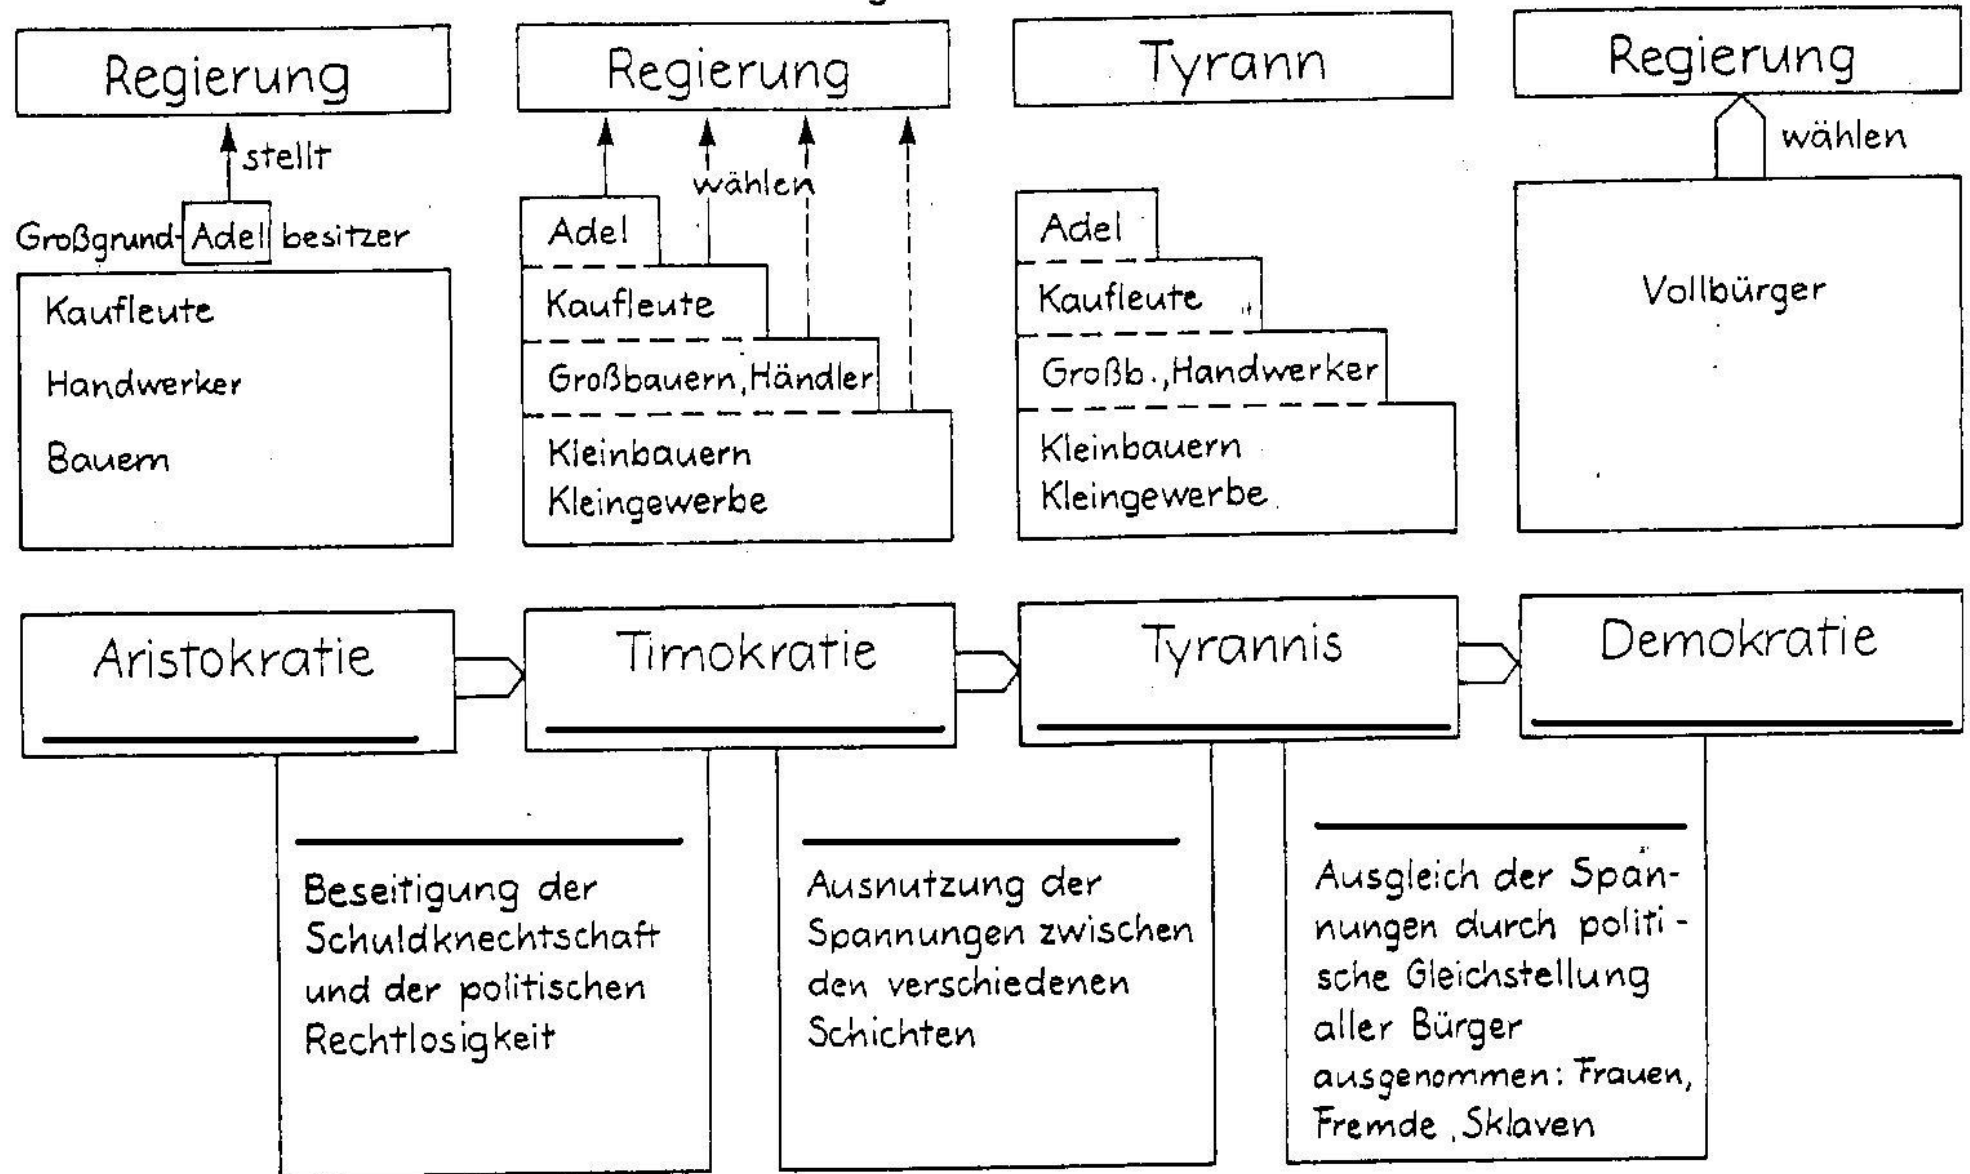 Regierung
stellt
Großgrund-Adel besitzer
Kaufleute
Handwerker
Bauern
Regierung
wählen
Adel
Kaufleute
Großbauern, Händler
Kleinbauern
Kleingewerbe
Tyrann
Adel
Kaufleute
Großb., Handwerker
Kleinbauern
Kleingewerbe
Regierung
wählen
Vollbürger
Aristokratie
Timokratie
Tyrannis
Demokratie
Beseitigung der
Schuldknechtschaft
und der politischen
Rechtlosigkeit
Ausnutzung der
Spannungen zwischen
den verschiedenen
Schichten
Ausgleich der Span-
nungen durch politi-
sche Gleichstellung
aller Bürger
ausgenommen: Frauen,
Fremde, Sklaven